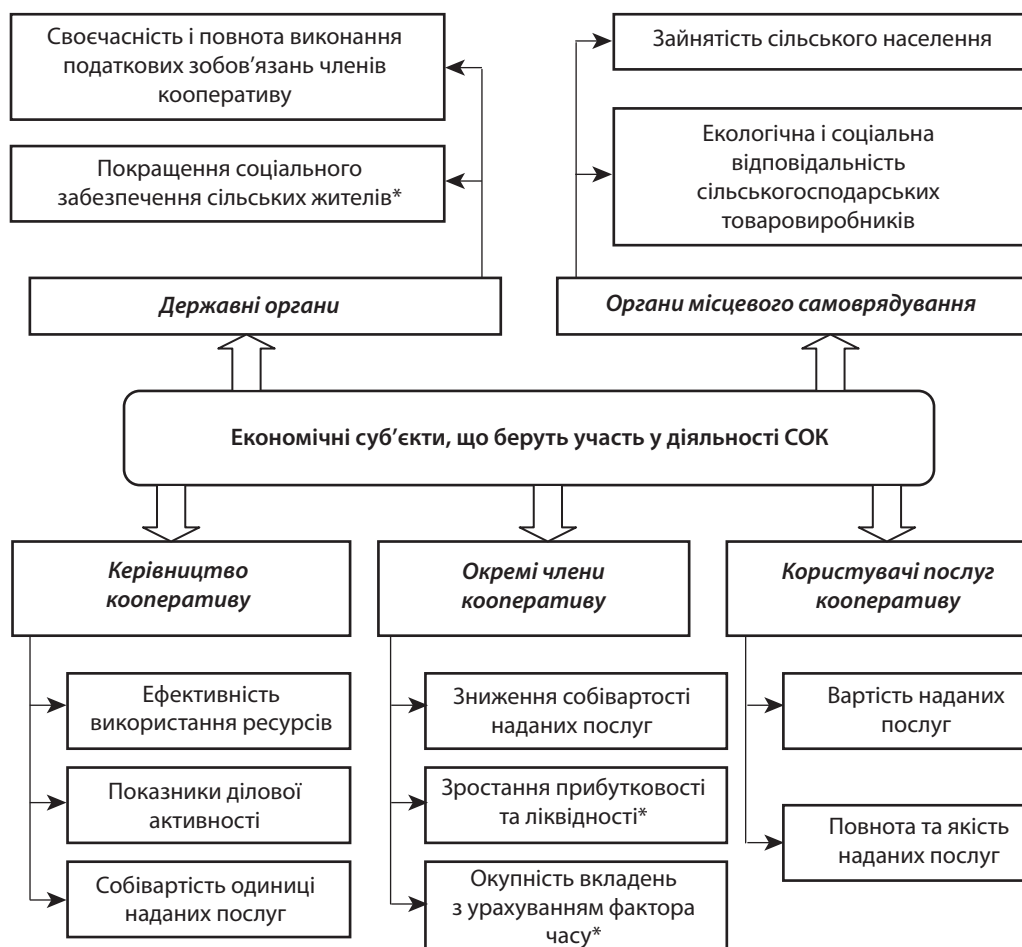 Своєчасність і повнота виконання
податкових зобов’язань членів
кооперативу
Зайнятість сільського населення
Покращення соціального
забезпечення сільських жителів*
Екологічна і соціальна
відповідальність
сільськогосподарських
товаровиробників
Державні органи
Органи місцевого самоврядування
Економічні суб’єкти, що беруть участь у діяльності СОК
Керівництво
кооперативу
Окремі члени
кооперативу
Користувачі послуг
кооперативу
Ефективність
використання ресурсів
Показники ділової
активності
Собівартість одиниці
наданих послуг
Зниження собівартості
наданих послуг
Зростання прибутковості
та ліквідності*
Окупність вкладень
з урахуванням фактора
часу*
Вартість наданих
послуг
Повнота та якість
наданих послуг